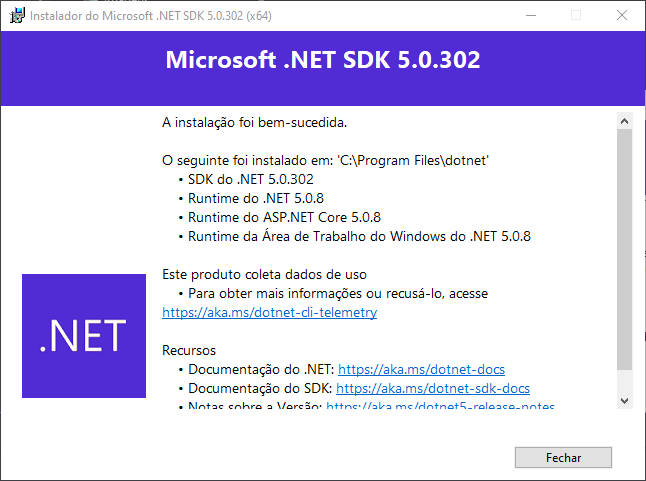 Instalador do Microsoft .NET SDK 5.0.302 (x64)
Microsoft .NET SDK 5.0.302
A instalação foi bem-sucedida.
O seguinte foi instalado em: 'C:\Program Files\dotnet'
• SDK do .NET 5.0.302
• Runtime do .NET 5.0.8
• Runtime do ASP.NET Core 5.0.8
• Runtime da Área de Trabalho do Windows do .NET 5.0.8
Este produto coleta dados de uso
• Para obter mais informações ou recusá-lo, acesse
https://aka.ms/dotnet-cli-telemetry
.NET
Recursos
• Documentação do .NET: https://aka.ms/dotnet-docs
• Documentação do SDK: https://aka.ms/dotnet-sdk-docs
• Notas sobre a Versão: https://aka.ms/dotnet5-release-notes
Fechar